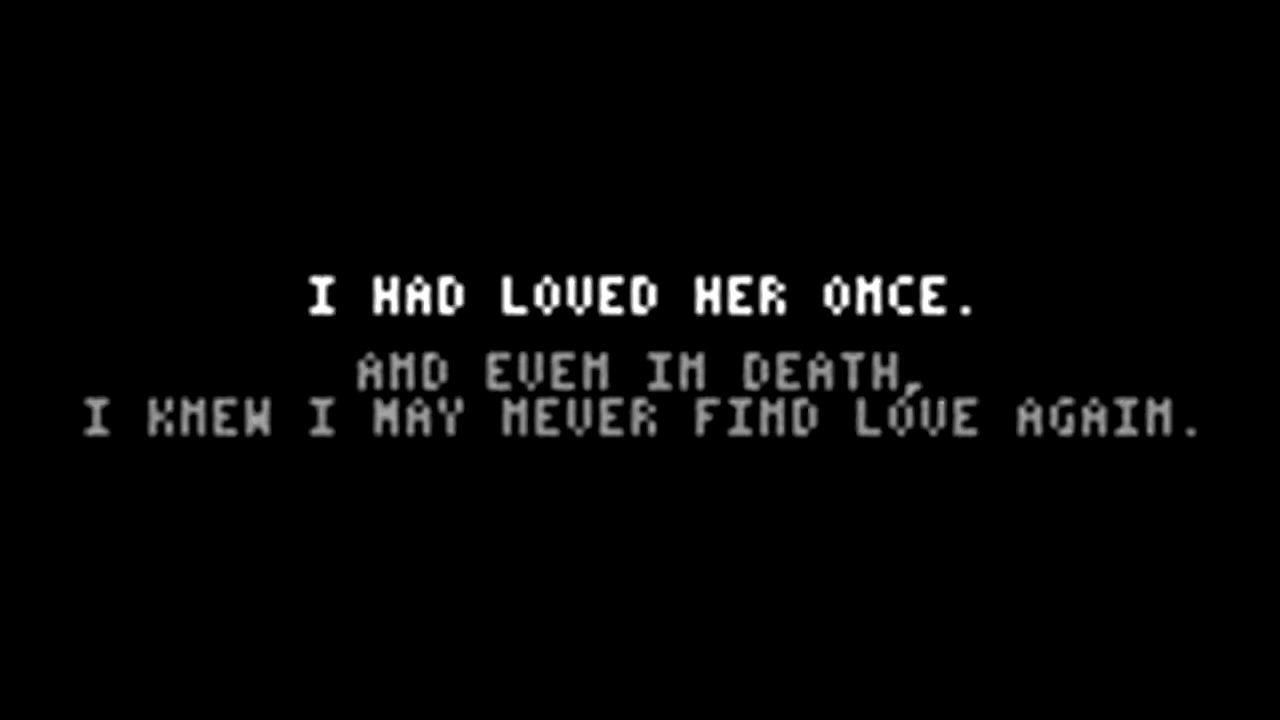 I HAD LOVED HER ONCE.
AND EVEN IN DEATH,
I KNEW I MAY NEVER FIND LOVE AGAIN.